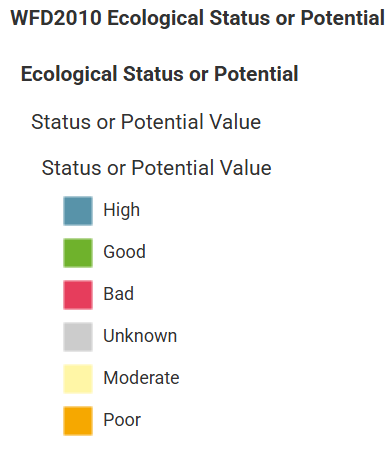 WFD2010 Ecological Status or Potential
Ecological Status or Potential
Status or Potential Value
Status or Potential Value
High
Good
Bad
Unknown
Moderate
Poor